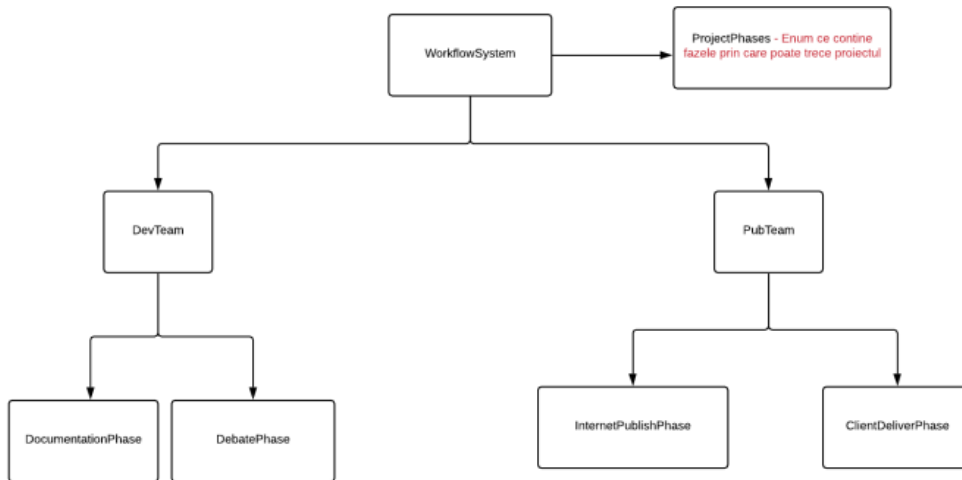 WorkflowSystem
ProjectPhases - Enum ce contine
fazele prin care poate trece proiectul
DevTeam
PubTeam
DocumentationPhase
DebatePhase
InternetPublishPhase
ClientDeliverPhase